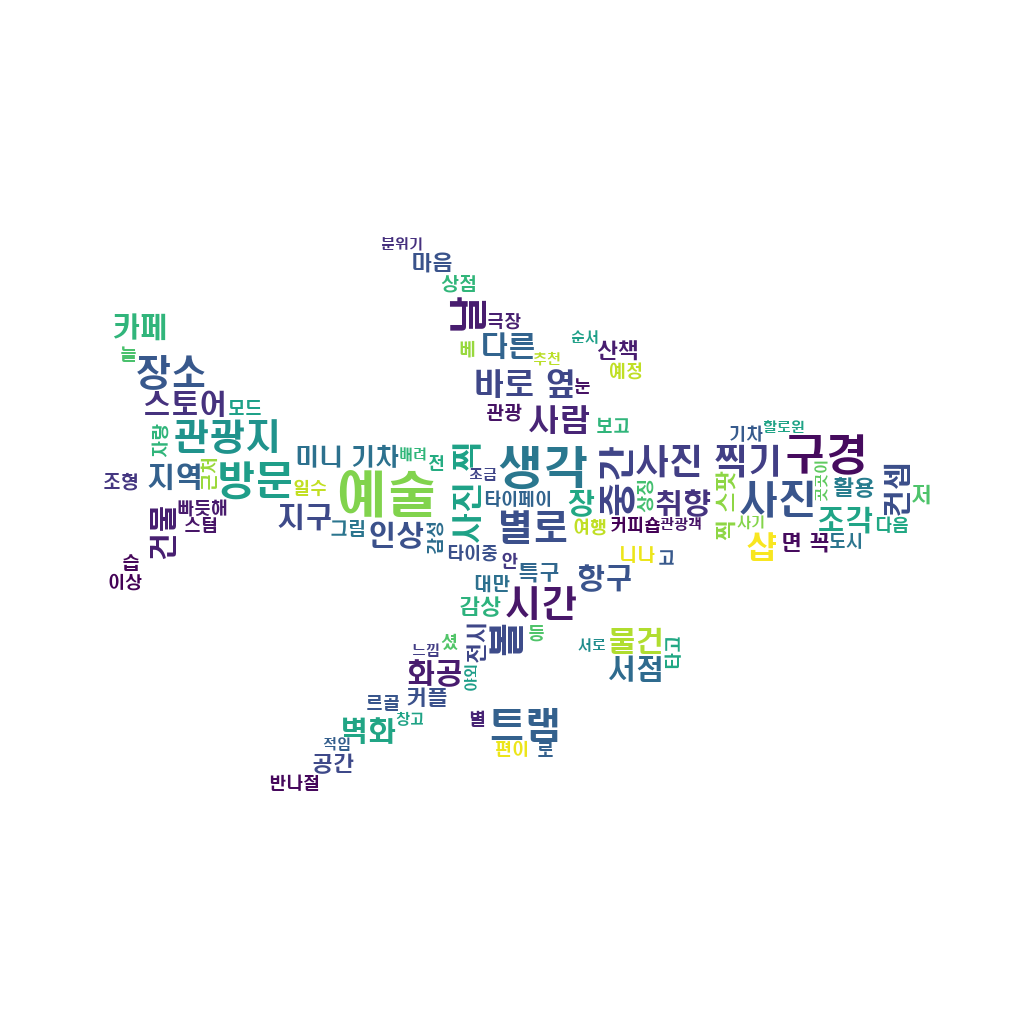 분위기
마음
상점
날
극장
카페
늘
베
다른
순서
산책
추천
예정
장소
바로 옆
눈
스토어
모드
관광
사람
보고
기차
할로윈
사랑
관광지
미니 기차
배려
전
찍
조금
생각
중간
사진 찍기
구경
조형
지역
근처
방문
일수
예술
사진
타이페이
장
상징
취향
스팟
사진
곳곳이
활용
컨셉
저
빠듯해
스텀
건물
지구
그림
인상
감성
별로
여행
커피숍
관광객
찍
사기
조각
다음
습
이상
타이중
안
특구
대만
항구
니나
고
샵
면 꼭
도시
감상
시간
느낌
셨
전시
펠
등
서로
물건
타고
화공
야외
서점
르골
커플
벽화
창고
별
트램
적임
공간
편이
로
반나절